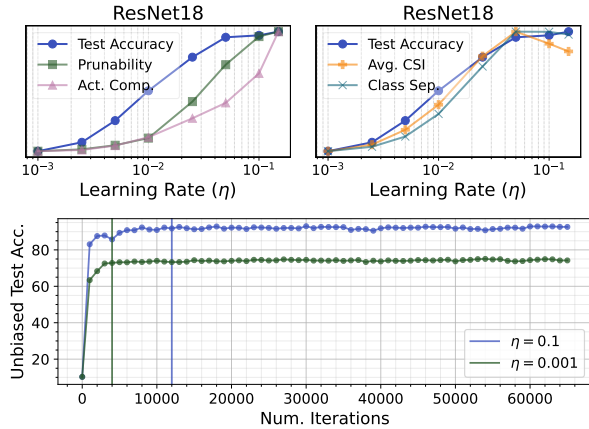 ResNet18
Test Accuracy
Prunability
Act. Comp.
10⁻³ 10⁻² 10⁻¹
Learning Rate (η)
ResNet18
Test Accuracy
Avg. CSI
Class Sep.
10⁻³ 10⁻² 10⁻¹
Learning Rate (η)
Unbiased Test Acc.
80
60
40
20
η = 0.1
η = 0.001
0 10000 20000 30000 40000 50000 60000
Num. Iterations